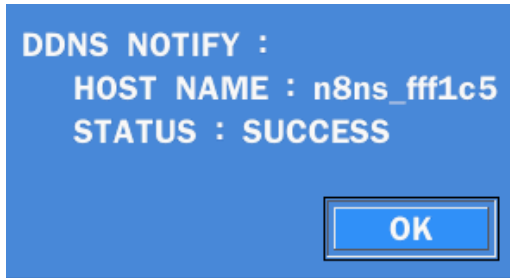 DDNS NOTIFY :
HOST NAME : n8ns_fff1c5
STATUS : SUCCESS
OK